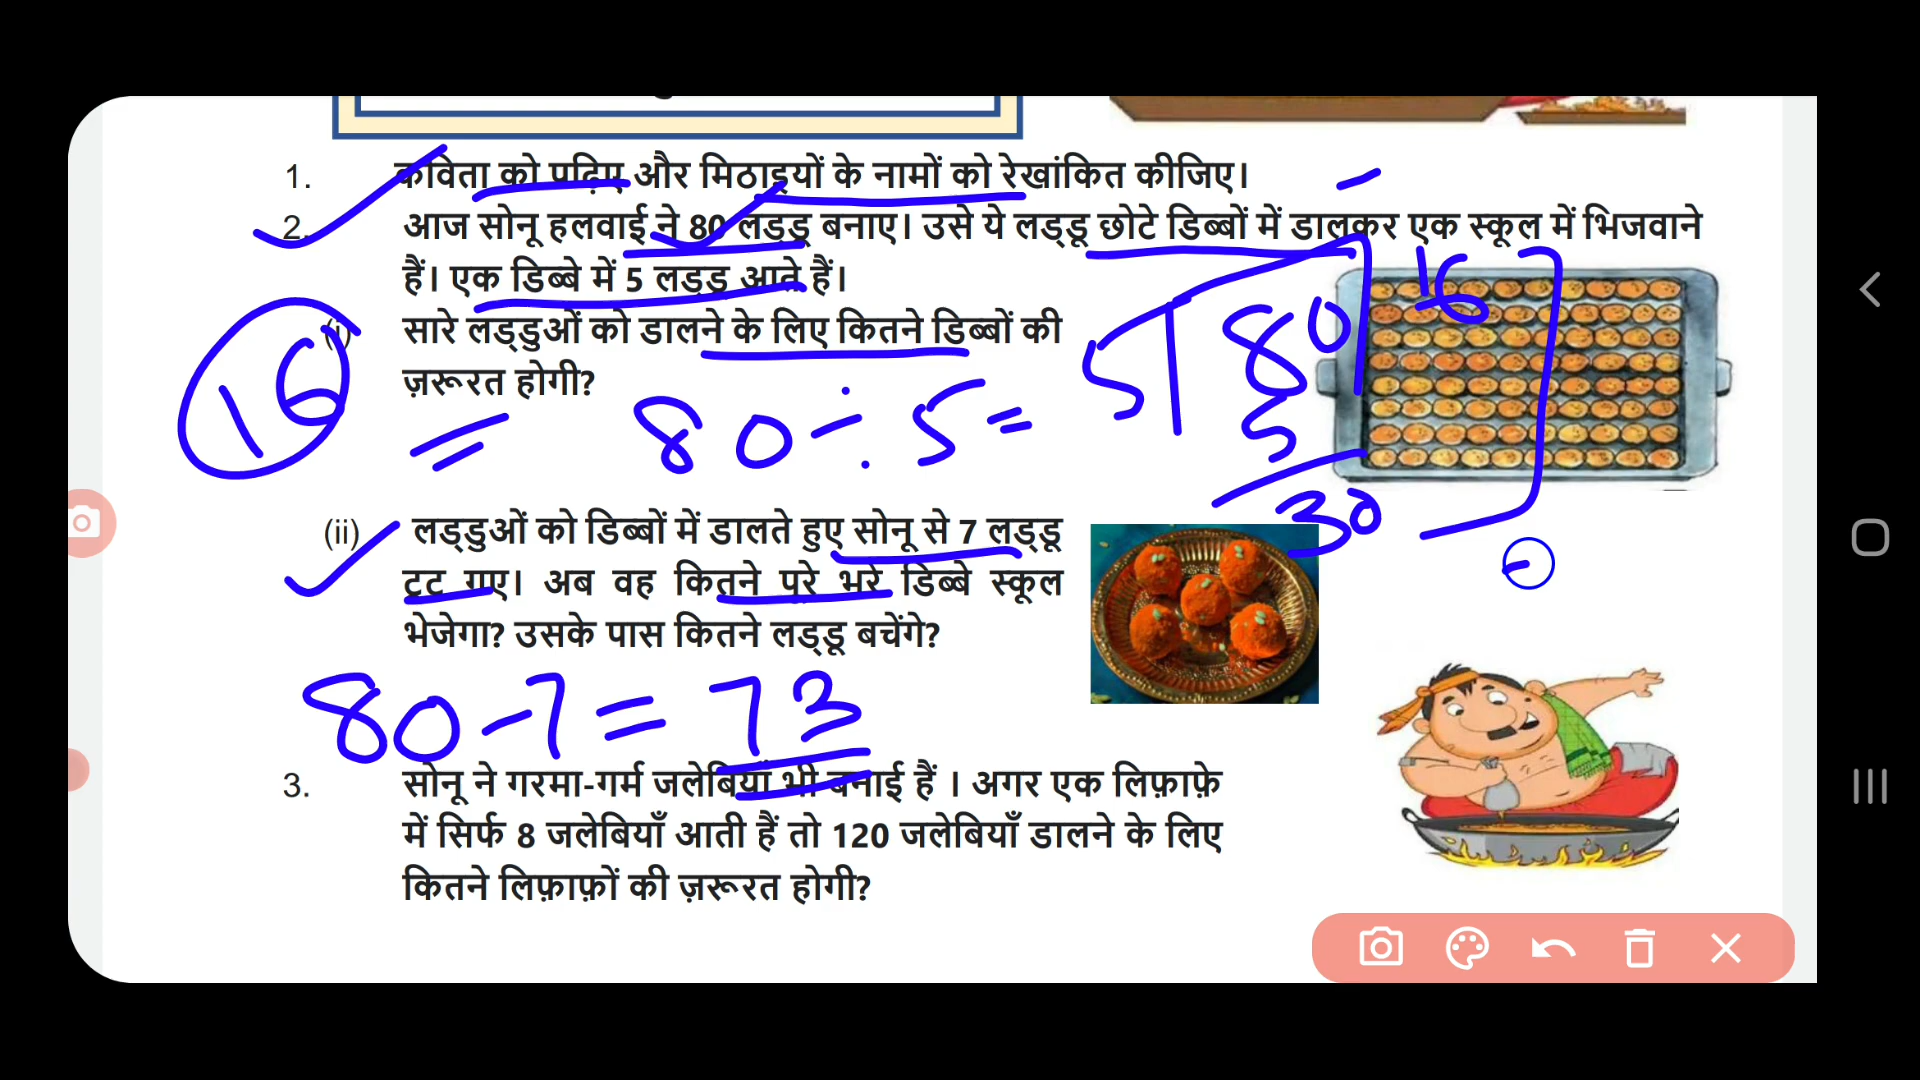 1. कविता को पढ़िए और मिठाइयों के नामों को रेखांकित कीजिए।
2. आज सोनू हलवाई ने 80 लड्डू बनाए। उसे ये लड्डू छोटे डिब्बों में डालकर एक स्कूल में भिजवाने
हैं। एक डिब्बे में 5 लड्डू आते हैं।
(i) सारे लड्डुओं को डालने के लिए कितने डिब्बों की
ज़रूरत होगी?
16
= 80 ÷ 5 =
5 80 16
5
30
(ii) लड्डुओं को डिब्बों में डालते हुए सोनू से 7 लड्डू
टूट गए। अब वह कितने पूरे भरे डिब्बे स्कूल
भेजेगा? उसके पास कितने लड्डू बचेंगे?
80 - 7 = 73
3. सोनू ने गरमा-गर्म जलेबियाँ भी बनाई हैं । अगर एक लिफ़ाफ़े
में सिर्फ 8 जलेबियाँ आती हैं तो 120 जलेबियाँ डालने के लिए
कितने लिफ़ाफ़ों की ज़रूरत होगी?